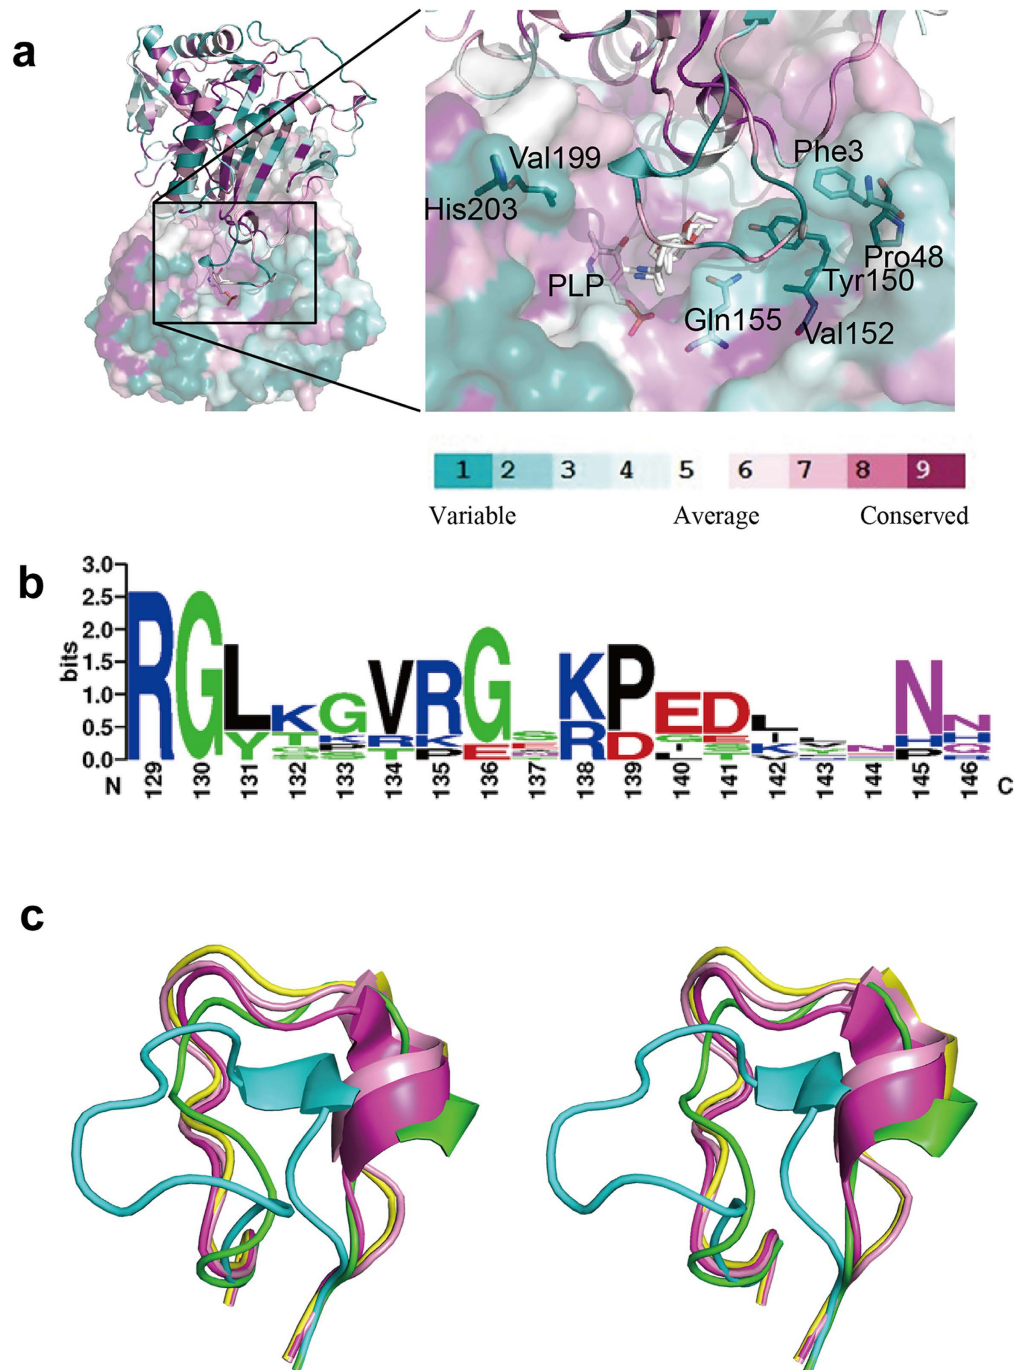 a
Val199
His203
Phe3
PLP
Pro48
Tyr150
Gln155
Val152
1 2 3 4 5 6 7 8 9
Variable Average Conserved
b
bits
3.0
2.5
2.0
1.5
1.0
0.5
0.0
N 129 130 131 132 133 134 135 136 137 138 139 140 141 142 143 144 145 146 C
R G L K G V R G K P E D L N N
Y T R K E R D K H H
c